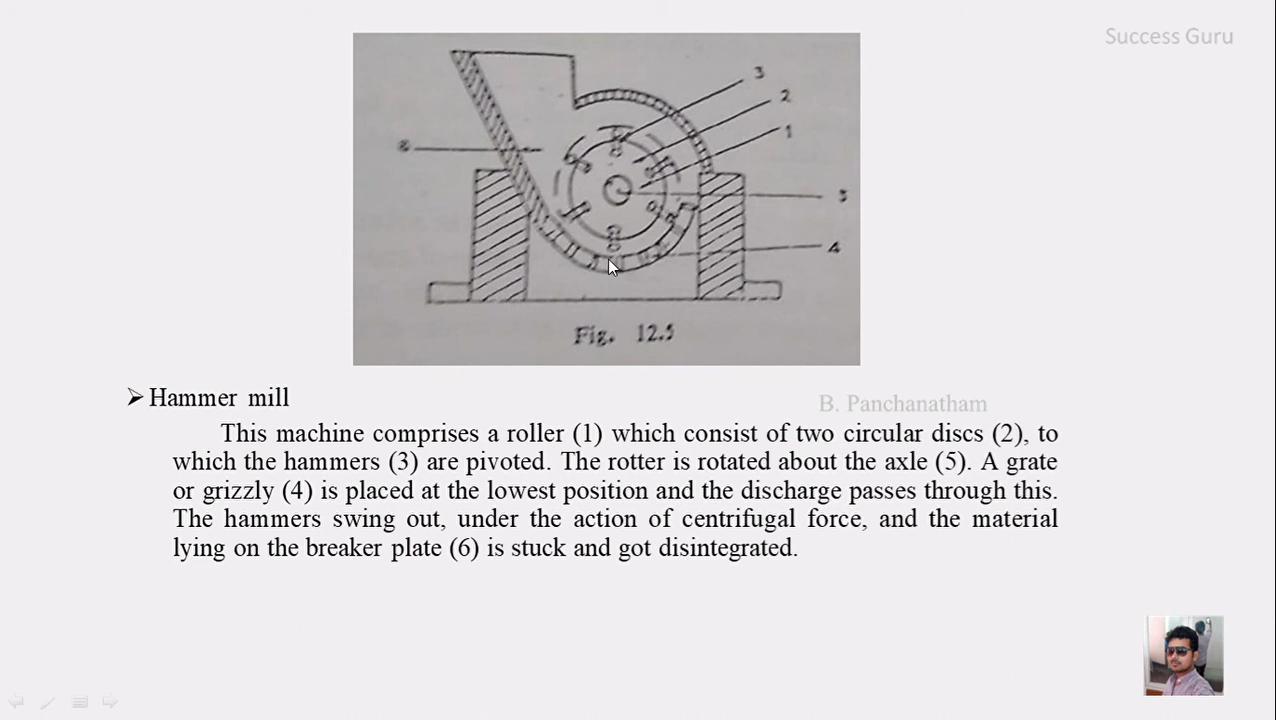 Success Guru
3
2
1
5
4
Fig. 12.5
➢ Hammer mill
B. Panchanatham
This machine comprises a roller (1) which consist of two circular discs (2), to
which the hammers (3) are pivoted. The rotter is rotated about the axle (5). A grate
or grizzly (4) is placed at the lowest position and the discharge passes through this.
The hammers swing out, under the action of centrifugal force, and the material
lying on the breaker plate (6) is stuck and got disintegrated.